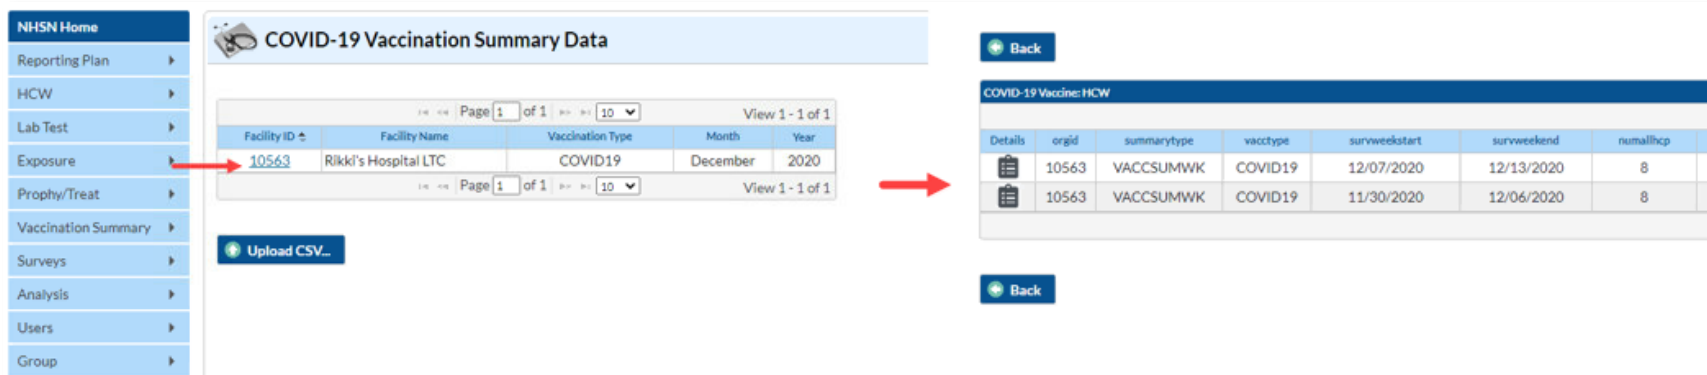 NHSN Home
Reporting Plan
HCW
Lab Test
Exposure
Prophy/Treat
Vaccination Summary
Surveys
Analysis
Users
Group
COVID-19 Vaccination Summary Data
Page 1 of 1 10 View 1 - 1 of 1
Facility ID Facility Name Vaccination Type Month Year
10563 Rikki's Hospital LTC COVID19 December 2020
Page 1 of 1 10 View 1 - 1 of 1
Upload CSV...
Back
COVID-19 Vaccine: HCW
Details orgid summarytype vacctype survweekstart survweekend numallhcp
10563 VACCSUMWK COVID19 12/07/2020 12/13/2020 8
10563 VACCSUMWK COVID19 11/30/2020 12/06/2020 8
Back